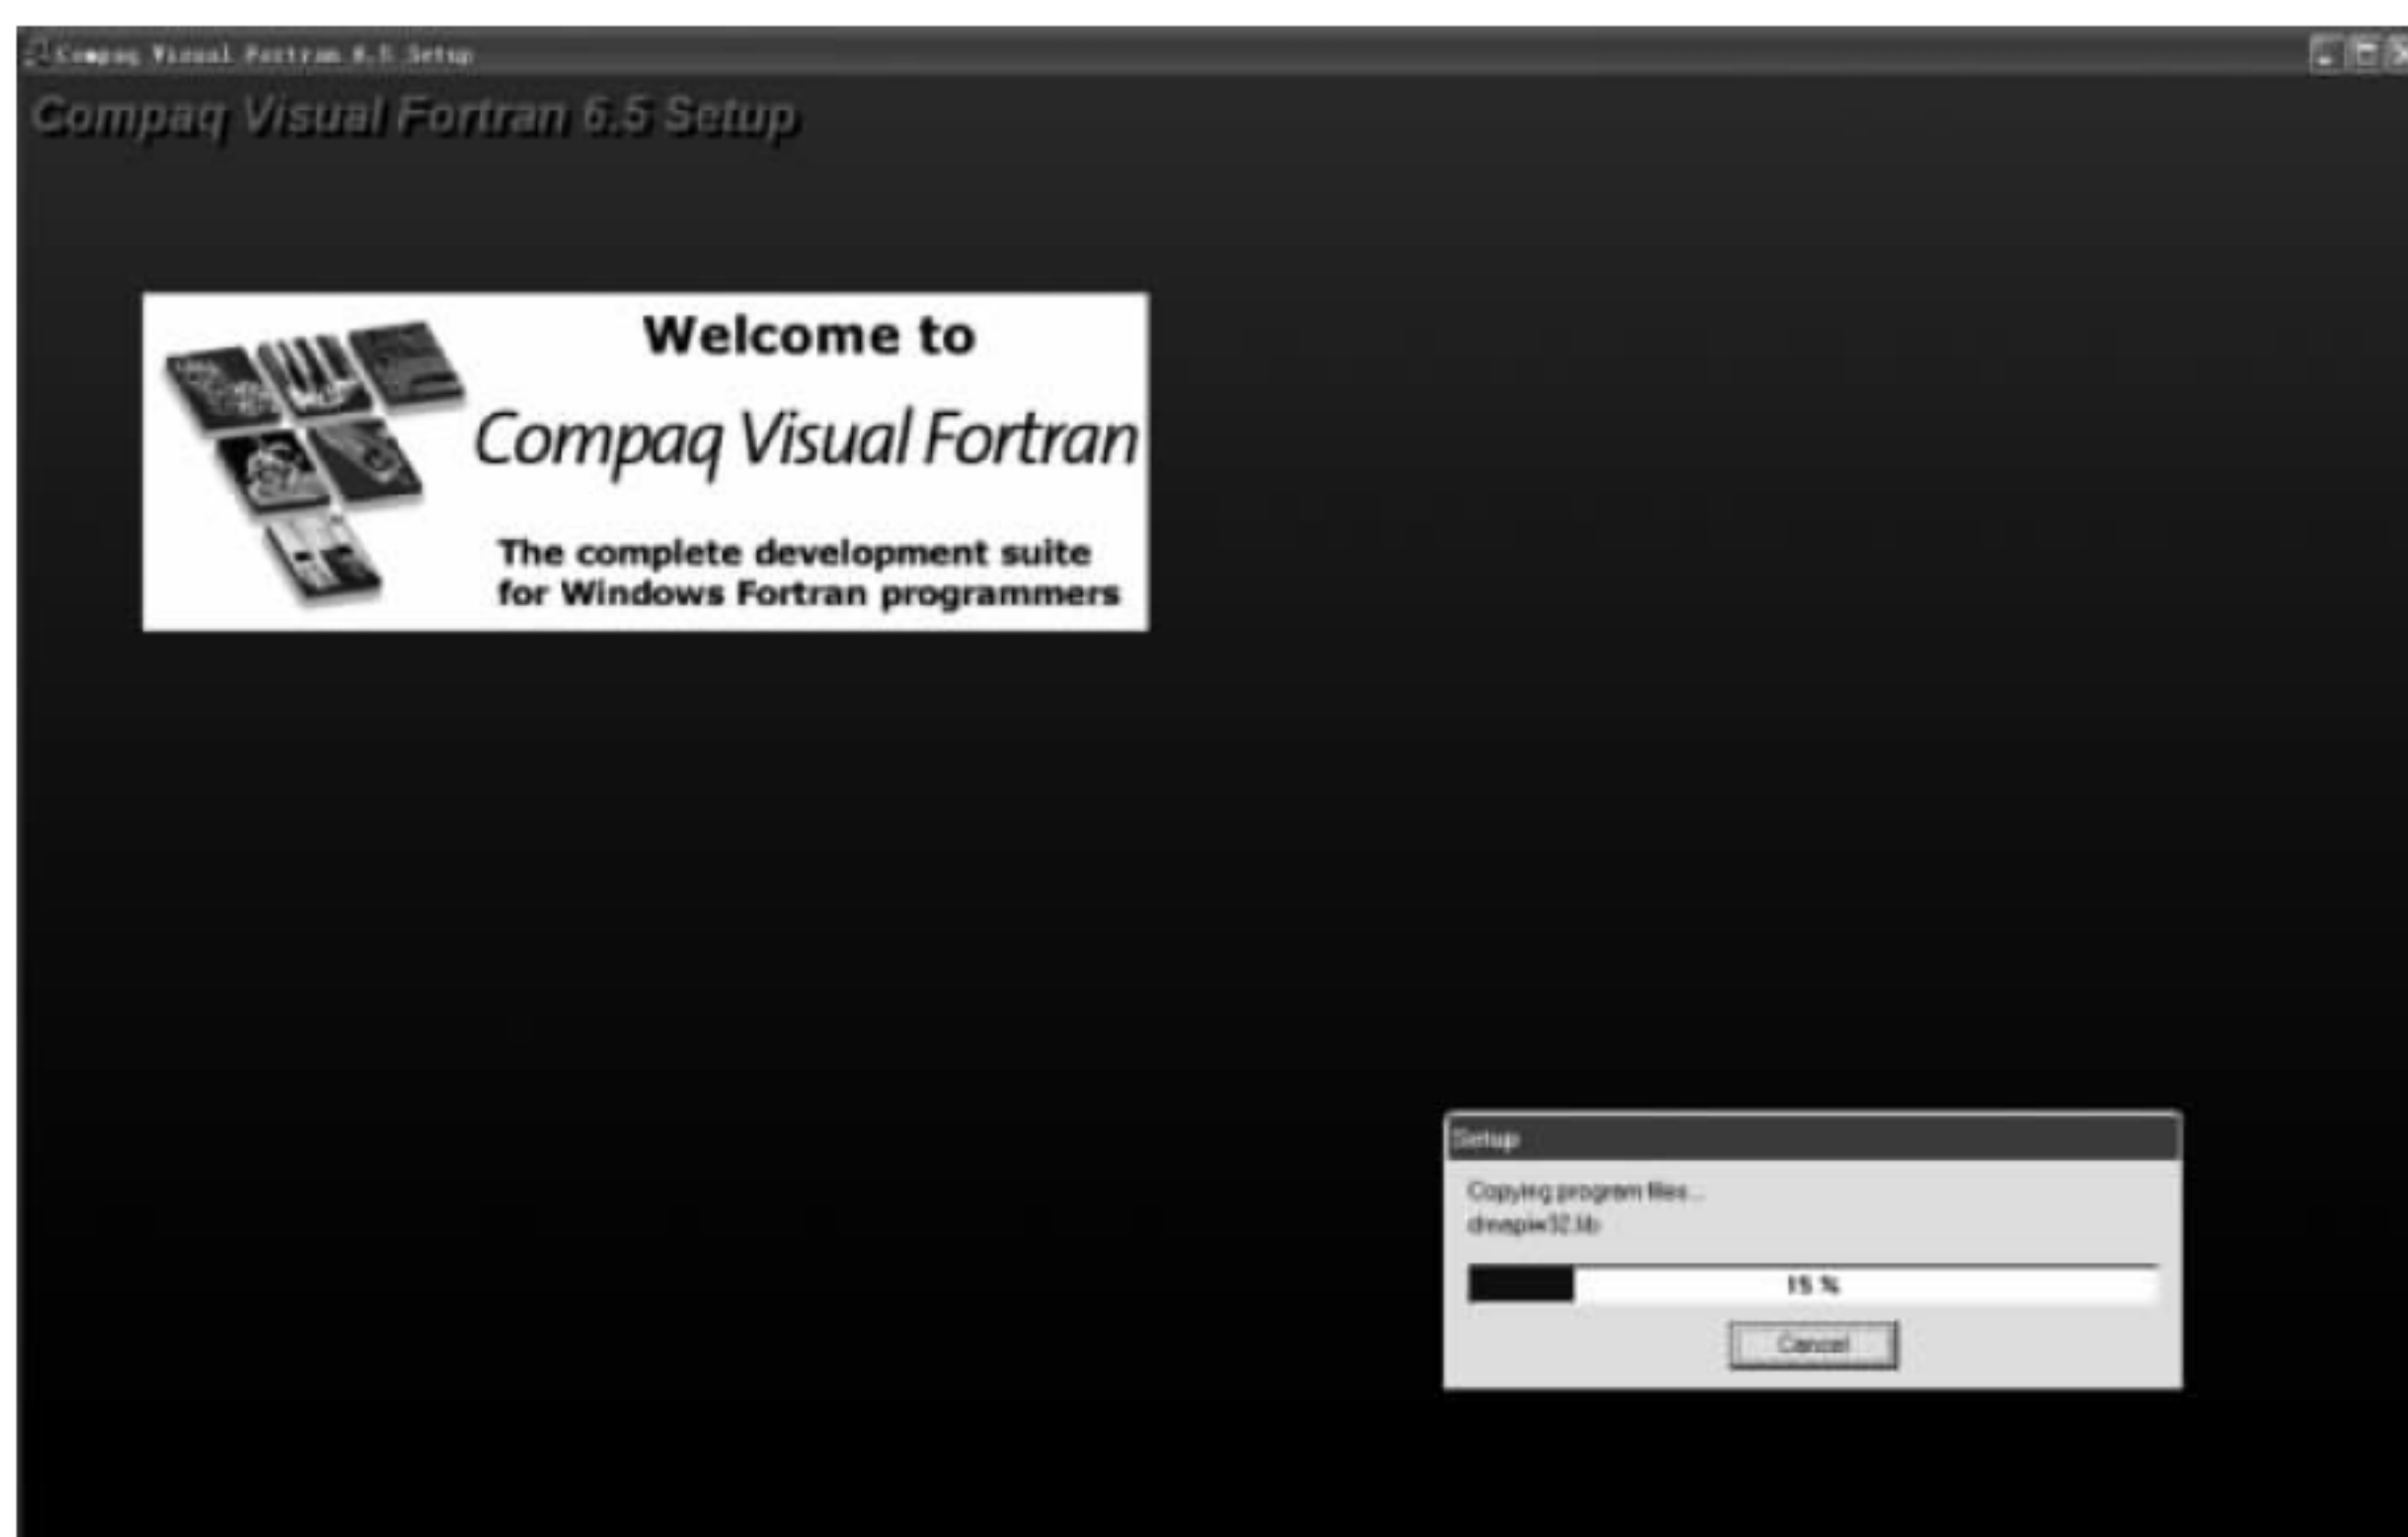 Compaq Visual Fortran 6.5 Setup
Compaq Visual Fortran 6.5 Setup
Welcome to
Compaq Visual Fortran
The complete development suite
for Windows Fortran programmers
Setup
Copying program files...
15 %
Cancel